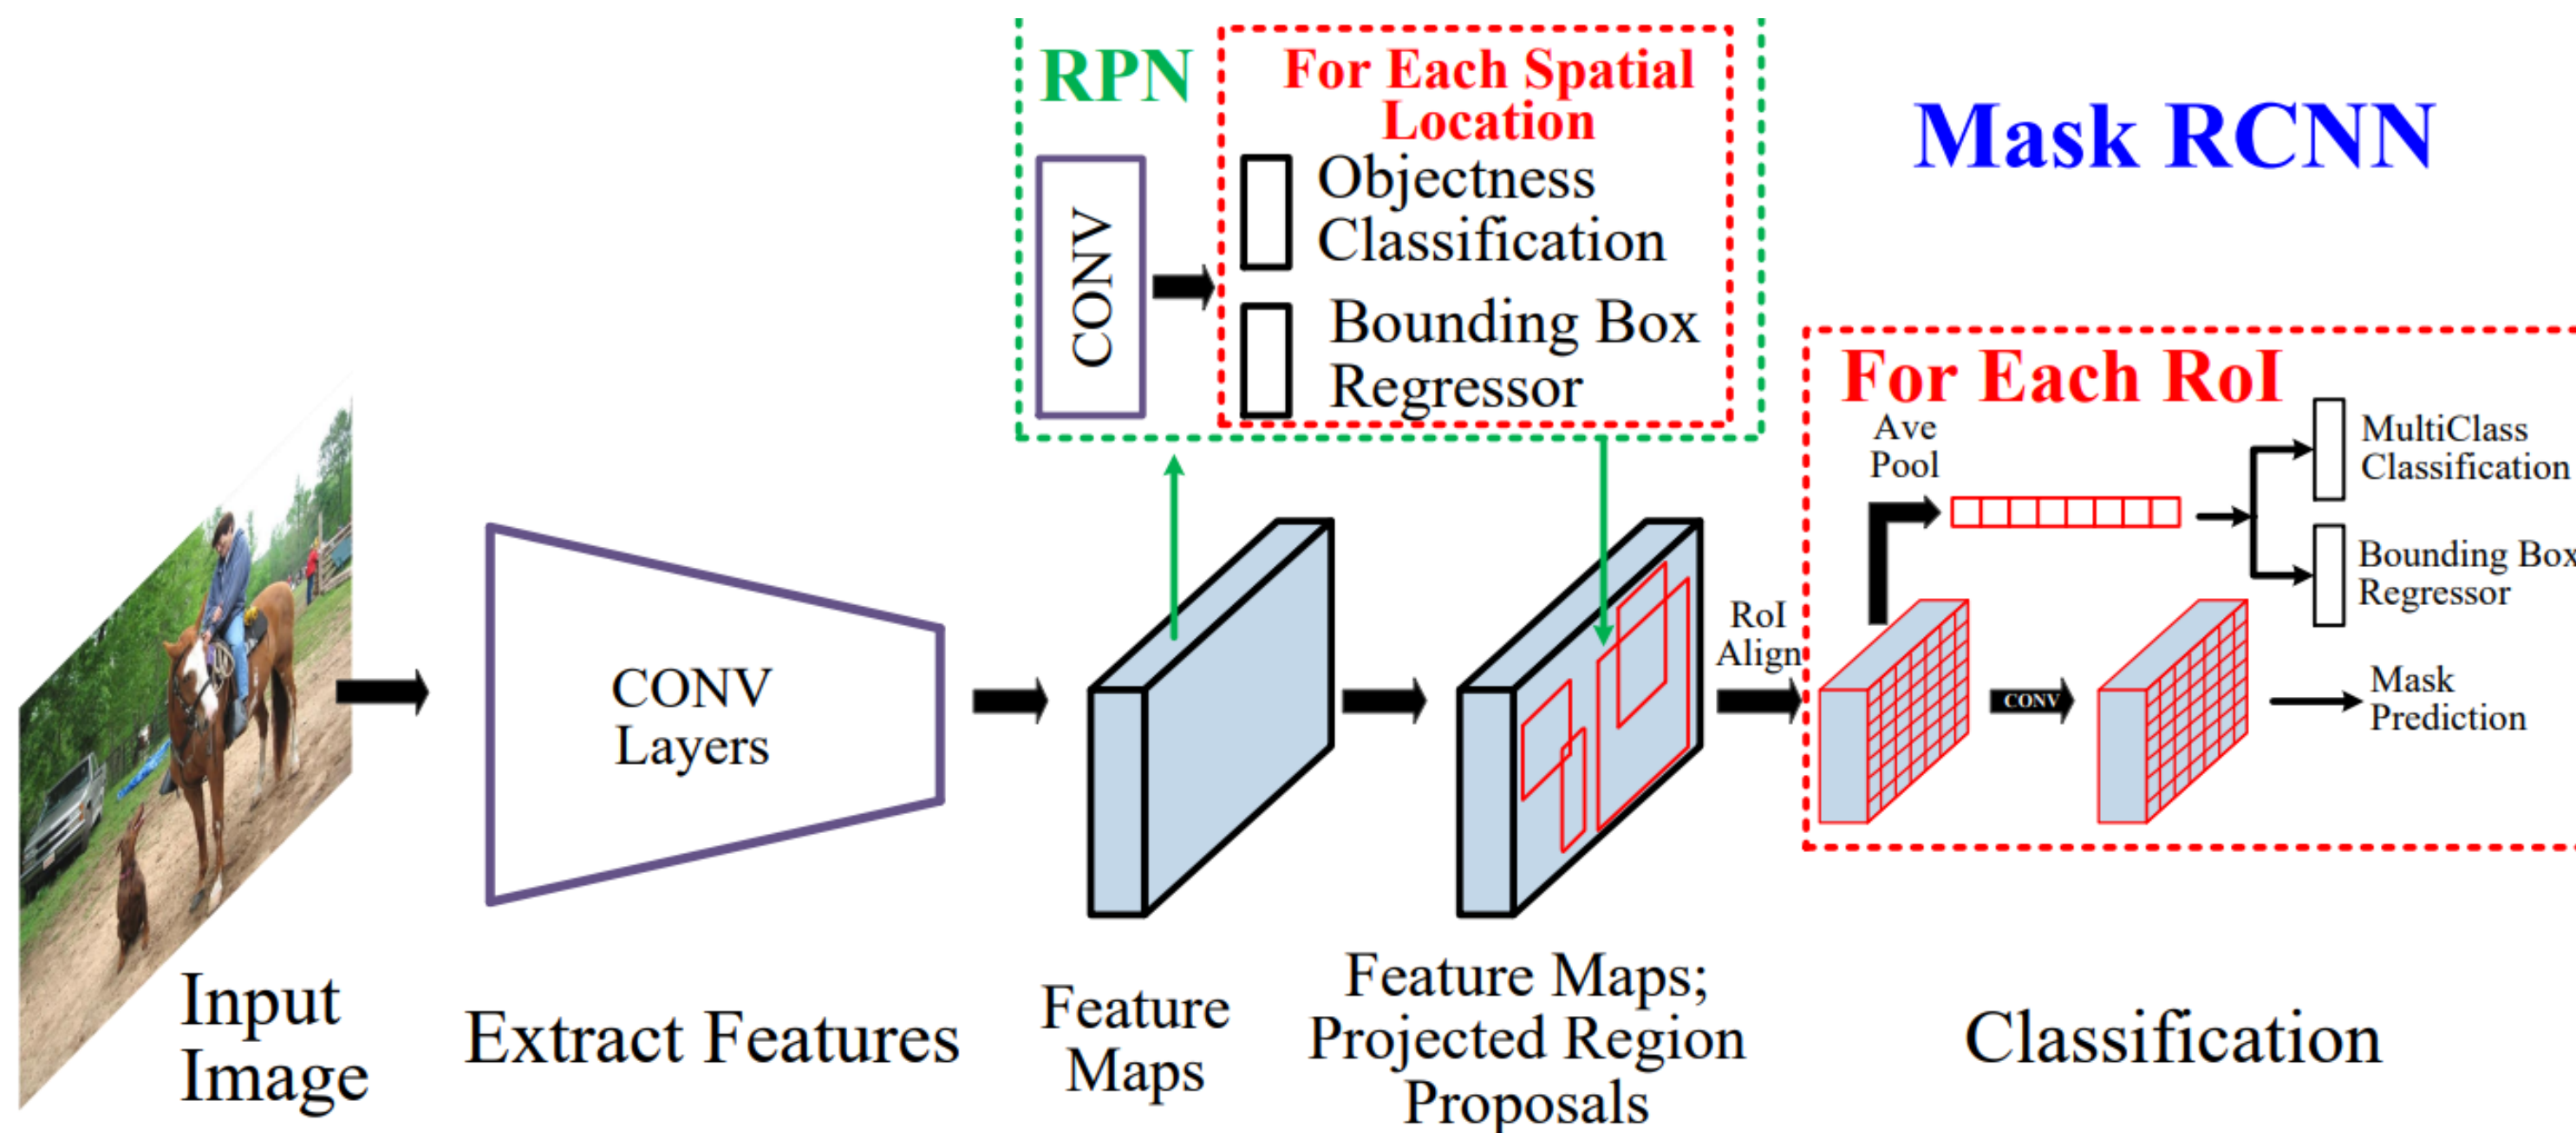 RPN
For Each Spatial
Location
CONV
Objectness
Classification
Bounding Box
Regressor
Mask RCNN
CONV
Layers
RoI
Align
For Each RoI
Ave
Pool
MultiClass
Classification
Bounding Box
Regressor
CONV
Mask
Prediction
Input
Image
Extract Features
Feature
Maps
Feature Maps;
Projected Region
Proposals
Classification